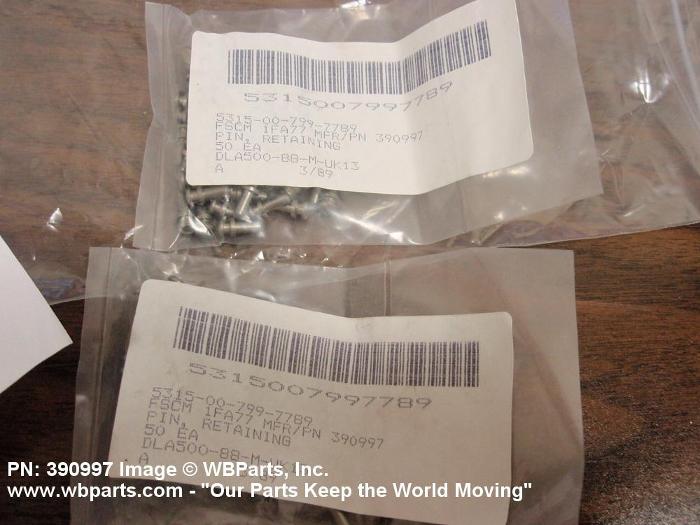 5315007997789
5315-00-799-7789
FSCM 1FA77 MFR/PN 390997
PIN, RETAINING
50 EA
DLA500-88-M-UK13
A 3/89
5315007997789
5315-00-799-7789
FSCM 1FA77 MFR/PN 390997
PIN, RETAINING
50 EA
DLA500-88-M-UK1
A
PN: 390997 Image © WBParts, Inc.
www.wbparts.com - "Our Parts Keep the World Moving"